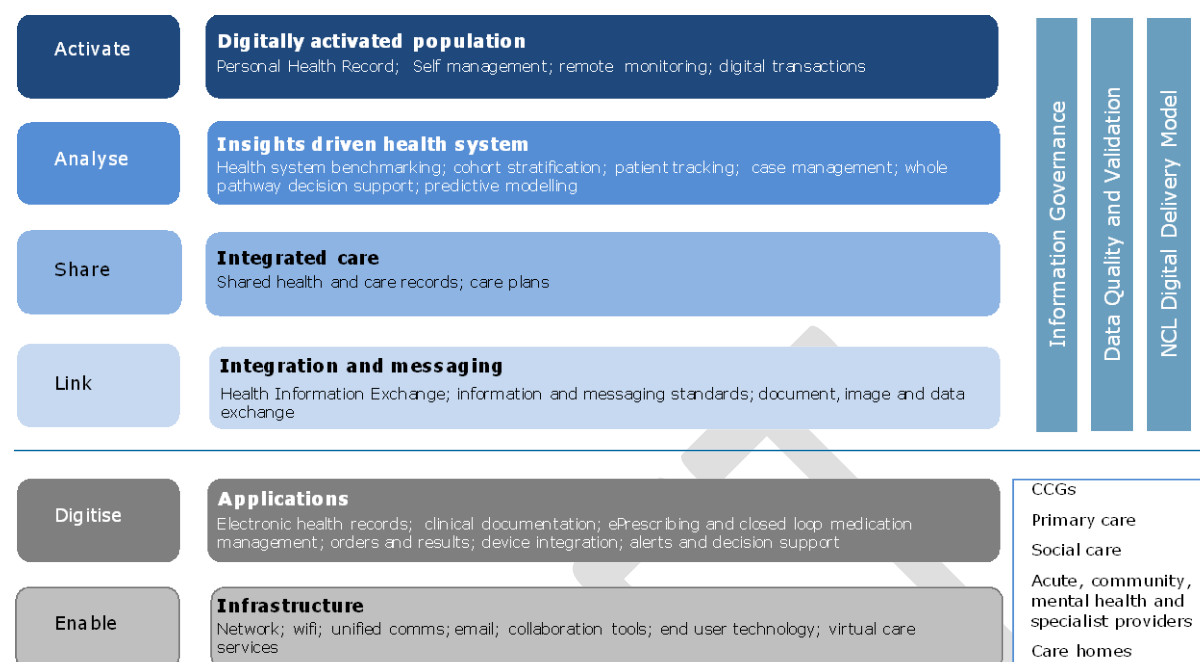 Activate
Digitally activated population
Personal Health Record; Self management; remote monitoring; digital transactions
Analyse
Insights driven health system
Health system benchmarking; cohort stratification; patient tracking; case management; whole
pathway decision support; predictive modelling
Share
Integrated care
Shared health and care records; care plans
Link
Integration and messaging
Health Information Exchange; information and messaging standards; document, image and data
exchange
Information Governance
Data Quality and Validation
NCL Digital Delivery Model
Digitise
Applications
Electronic health records; clinical documentation; ePrescribing and closed loop medication
management; orders and results; device integration; alerts and decision support
Enable
Infrastructure
Network; wifi; unified comms; email; collaboration tools; end user technology; virtual care
services
CCGs
Primary care
Social care
Acute, community,
mental health and
specialist providers
Care homes